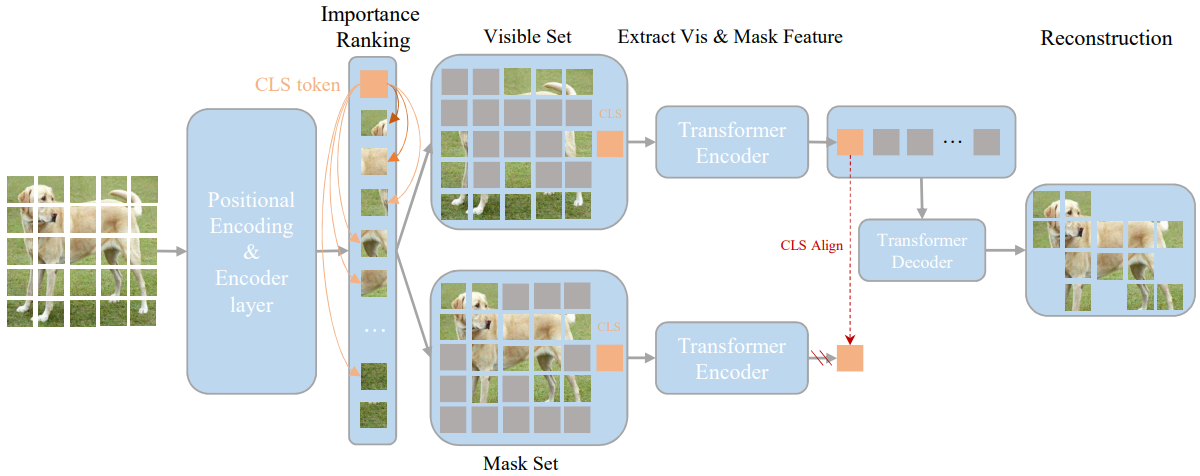 Importance
Ranking
Visible Set
Extract Vis & Mask Feature
Reconstruction
CLS token
CLS
Transformer
Encoder
...
Positional
Encoding
&
Encoder
layer
CLS Align
Transformer
Decoder
...
CLS
Transformer
Encoder
Mask Set